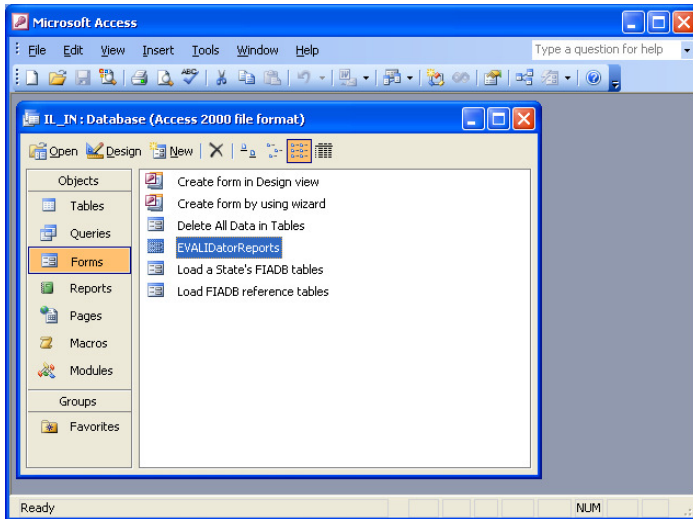 Microsoft Access
File Edit View Insert Tools Window Help Type a question for help
IL_IN : Database (Access 2000 file format)
Open Design New
Objects
Tables
Queries
Forms
Reports
Pages
Macros
Modules
Groups
Favorites
Create form in Design view
Create form by using wizard
Delete All Data in Tables
EVALIDatorReports
Load a State's FIADB tables
Load FIADB reference tables
Ready NUM